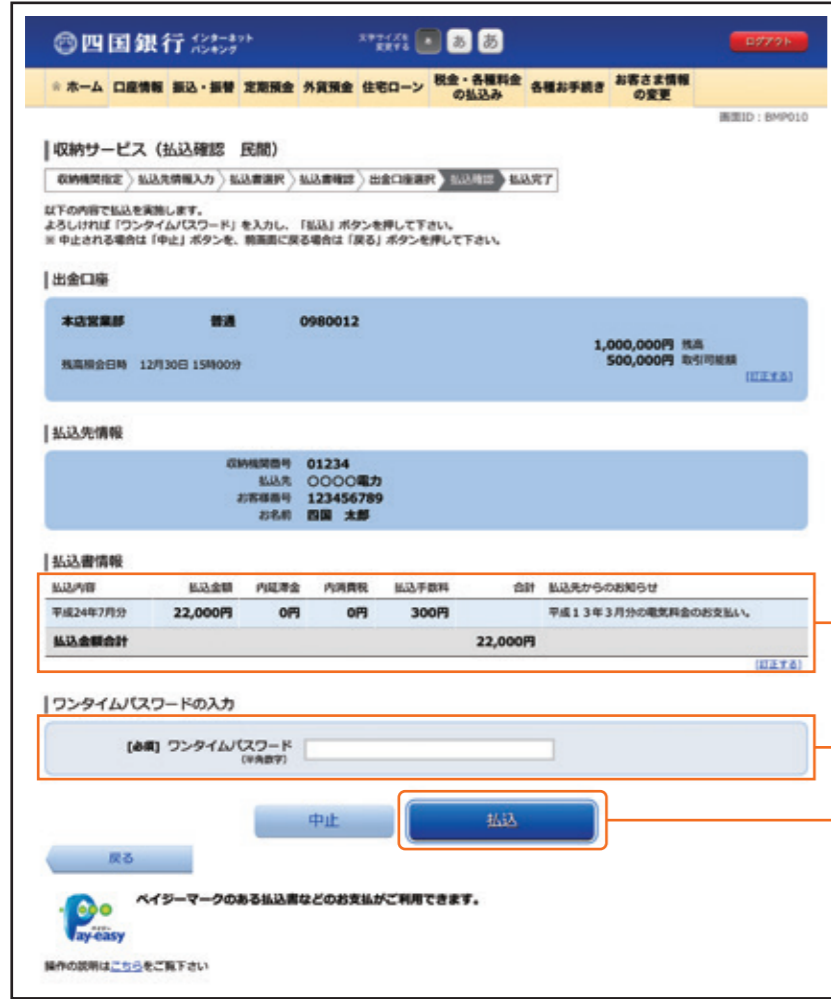 四国銀行 インターネット バンキング 文字サイズを変更する あ あ ログアウト
ホーム 口座情報 振込・振替 定期預金 外貨預金 住宅ローン 税金・各種料金の払込み 各種お手続き お客さま情報の変更
画面ID：BMP010
収納サービス（払込確認　民間）
収納機関指定 払込先情報入力 払込書選択 払込書確認 出金口座選択 払込確認 払込完了
以下の内容で払込を実施します。
よろしければ「ワンタイムパスワード」を入力し、「払込」ボタンを押して下さい。
※ 中止される場合は「中止」ボタンを、前画面に戻る場合は「戻る」ボタンを押して下さい。
出金口座
本店営業部 普通 0980012
1,000,000円 残高
残高照会日時 12月30日 15時00分 500,000円 取引可能額
[訂正する]
払込先情報
収納機関番号 01234
払込先 〇〇〇〇電力
お客様番号 123456789
お名前 四国　太郎
払込書情報
払込内容 払込金額 内延滞金 内消費税 払込手数料 合計 払込先からのお知らせ
平成24年7月分 22,000円 0円 0円 300円 平成１３年３月分の電気料金のお支払い。
払込金額合計 22,000円
[訂正する]
ワンタイムパスワードの入力
[必須] ワンタイムパスワード
(半角数字)
中止 払込
戻る
ペイジーマークのある払込書などのお支払がご利用できます。
ペイジー
Pay-easy
操作の説明はこちらをご覧下さい